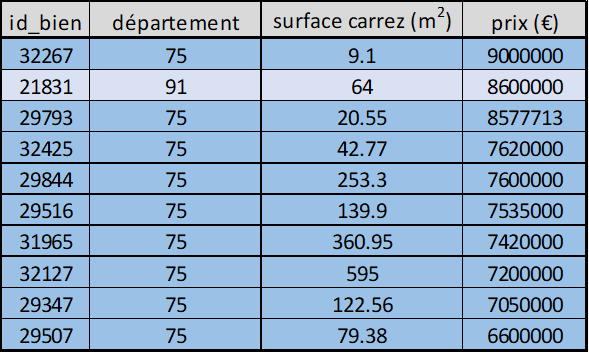 id_bien département surface carrez (m²) prix (€)
32267 75 9.1 9000000
21831 91 64 8600000
29793 75 20.55 8577713
32425 75 42.77 7620000
29844 75 253.3 7600000
29516 75 139.9 7535000
31965 75 360.95 7420000
32127 75 595 7200000
29347 75 122.56 7050000
29507 75 79.38 6600000